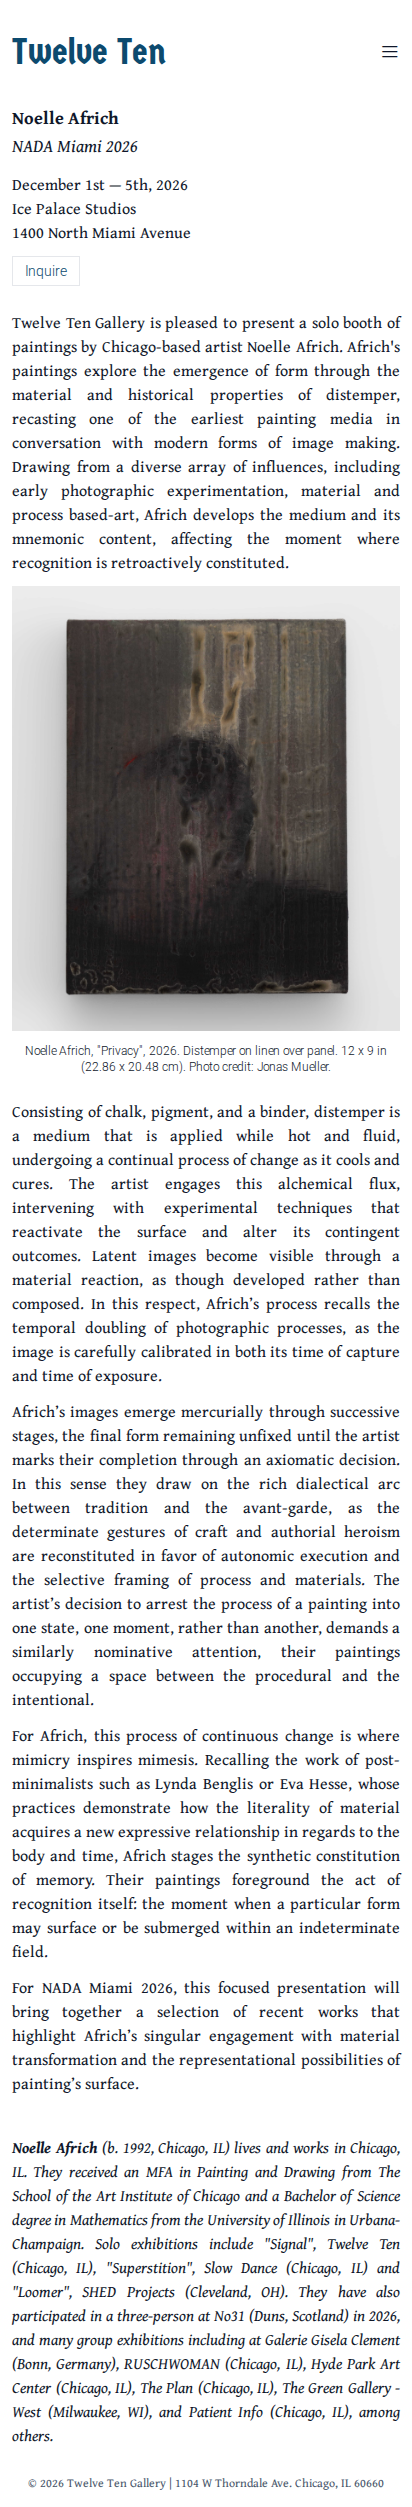 Twelve Ten
Noelle Africh
NADA Miami 2026
December 1st — 5th, 2026
Ice Palace Studios
1400 North Miami Avenue
Inquire
Twelve Ten Gallery is pleased to present a solo booth of
paintings by Chicago-based artist Noelle Africh. Africh's
paintings explore the emergence of form through the
material and historical properties of distemper,
recasting one of the earliest painting media in
conversation with modern forms of image making.
Drawing from a diverse array of influences, including
early photographic experimentation, material and
process based-art, Africh develops the medium and its
mnemonic content, affecting the moment where
recognition is retroactively constituted.
Noelle Africh, "Privacy", 2026. Distemper on linen over panel. 12 x 9 in
(22.86 x 20.48 cm). Photo credit: Jonas Mueller.
Consisting of chalk, pigment, and a binder, distemper is
a medium that is applied while hot and fluid,
undergoing a continual process of change as it cools and
cures. The artist engages this alchemical flux,
intervening with experimental techniques that
reactivate the surface and alter its contingent
outcomes. Latent images become visible through a
material reaction, as though developed rather than
composed. In this respect, Africh’s process recalls the
temporal doubling of photographic processes, as the
image is carefully calibrated in both its time of capture
and time of exposure.
Africh’s images emerge mercurially through successive
stages, the final form remaining unfixed until the artist
marks their completion through an axiomatic decision.
In this sense they draw on the rich dialectical arc
between tradition and the avant-garde, as the
determinate gestures of craft and authorial heroism
are reconstituted in favor of autonomic execution and
the selective framing of process and materials. The
artist’s decision to arrest the process of a painting into
one state, one moment, rather than another, demands a
similarly nominative attention, their paintings
occupying a space between the procedural and the
intentional.
For Africh, this process of continuous change is where
mimicry inspires mimesis. Recalling the work of post-
minimalists such as Lynda Benglis or Eva Hesse, whose
practices demonstrate how the literality of material
acquires a new expressive relationship in regards to the
body and time, Africh stages the synthetic constitution
of memory. Their paintings foreground the act of
recognition itself: the moment when a particular form
may surface or be submerged within an indeterminate
field.
For NADA Miami 2026, this focused presentation will
bring together a selection of recent works that
highlight Africh’s singular engagement with material
transformation and the representational possibilities of
painting’s surface.
Noelle Africh (b. 1992, Chicago, IL) lives and works in Chicago,
IL. They received an MFA in Painting and Drawing from The
School of the Art Institute of Chicago and a Bachelor of Science
degree in Mathematics from the University of Illinois in Urbana-
Champaign. Solo exhibitions include "Signal", Twelve Ten
(Chicago, IL), "Superstition", Slow Dance (Chicago, IL) and
"Loomer", SHED Projects (Cleveland, OH). They have also
participated in a three-person at No31 (Duns, Scotland) in 2026,
and many group exhibitions including at Galerie Gisela Clement
(Bonn, Germany), RUSCHWOMAN (Chicago, IL), Hyde Park Art
Center (Chicago, IL), The Plan (Chicago, IL), The Green Gallery -
West (Milwaukee, WI), and Patient Info (Chicago, IL), among
others.
© 2026 Twelve Ten Gallery | 1104 W Thorndale Ave. Chicago, IL 60660